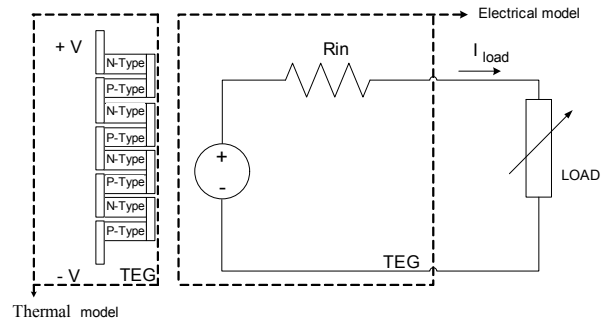 Electrical model
+ V
N-Type
P-Type
N-Type
P-Type
N-Type
P-Type
N-Type
P-Type
- V
TEG
Thermal model
Rin
I load
+
-
LOAD
TEG